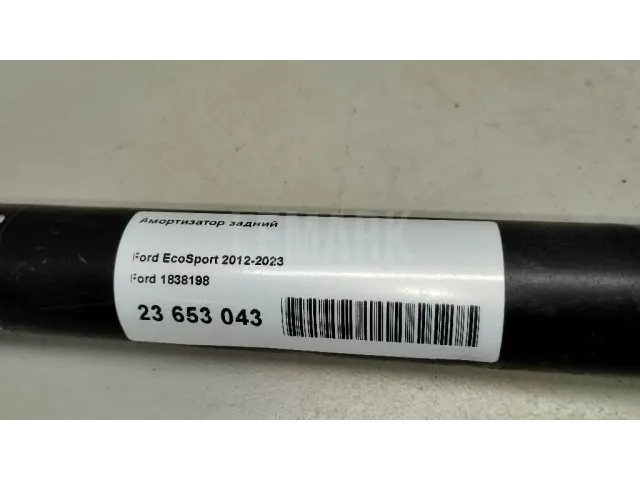 Амортизатор задний
Ford EcoSport 2012-2023
Ford 1838198
23 653 043